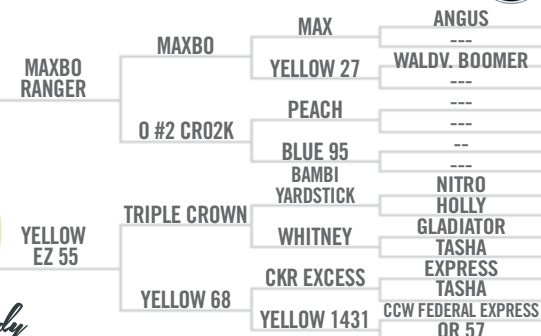 MAXBO
RANGER
MAXBO
MAX
ANGUS
---
YELLOW 27
WALDV. BOOMER
---
0 #2 CR02K
PEACH
---
---
BLUE 95
--
---
YELLOW
EZ 55
TRIPLE CROWN
BAMBI
YARDSTICK
NITRO
HOLLY
WHITNEY
GLADIATOR
TASHA
YELLOW 68
CKR EXCESS
EXPRESS
TASHA
YELLOW 1431
CCW FEDERAL EXPRESS
OR 57